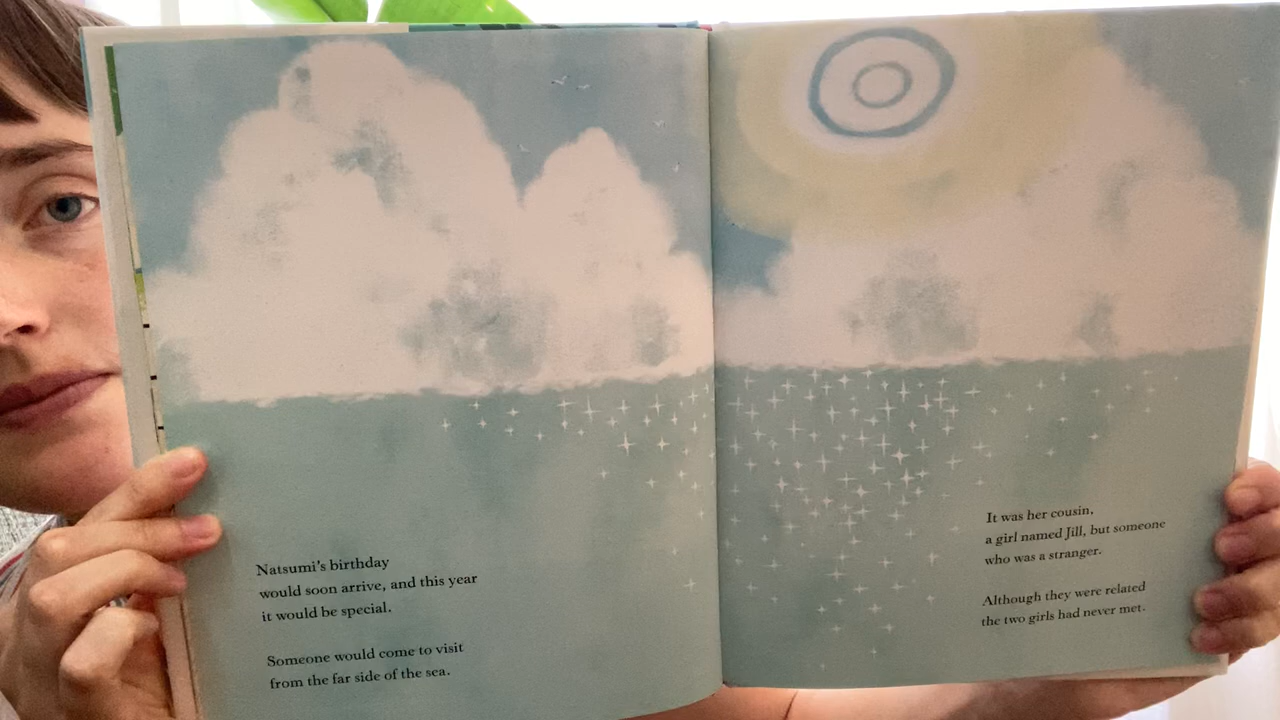 Natsumi's birthday
would soon arrive, and this year
it would be special.
Someone would come to visit
from the far side of the sea.
It was her cousin,
a girl named Jill, but someone
who was a stranger.
Although they were related
the two girls had never met.